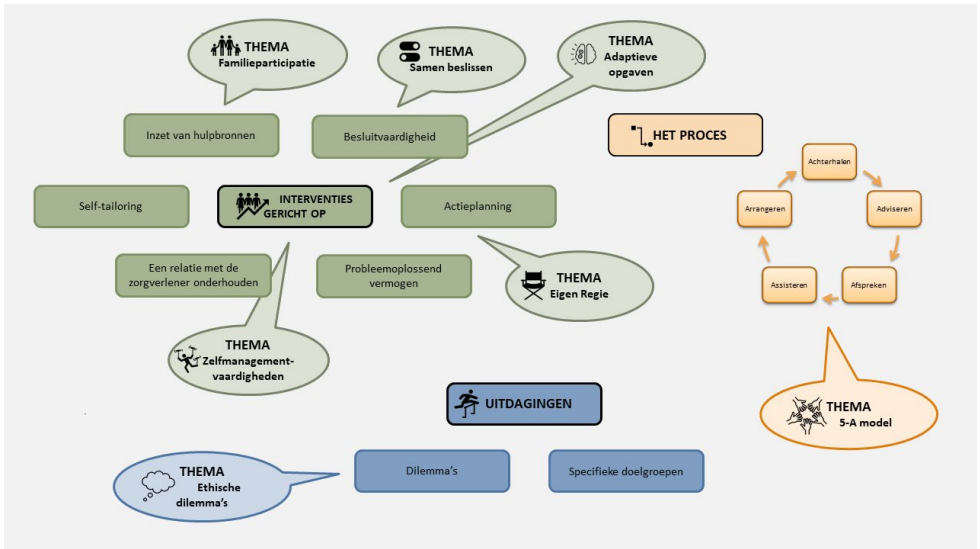 THEMA
Familieparticipatie
THEMA
Samen beslissen
THEMA
Adaptieve
opgaven
Inzet van hulpbronnen
Besluitvaardigheid
HET PROCES
Achterhalen
Self-tailoring
INTERVENTIES
GERICHT OP
Actieplanning
Arrangeren
Adviseren
Een relatie met de
zorgverlener onderhouden
Probleemoplossend
vermogen
THEMA
Eigen Regie
Assisteren
Afspreken
THEMA
Zelfmanagement-
vaardigheden
UITDAGINGEN
THEMA
5-A model
THEMA
Ethische
dilemma's
Dilemma's
Specifieke doelgroepen